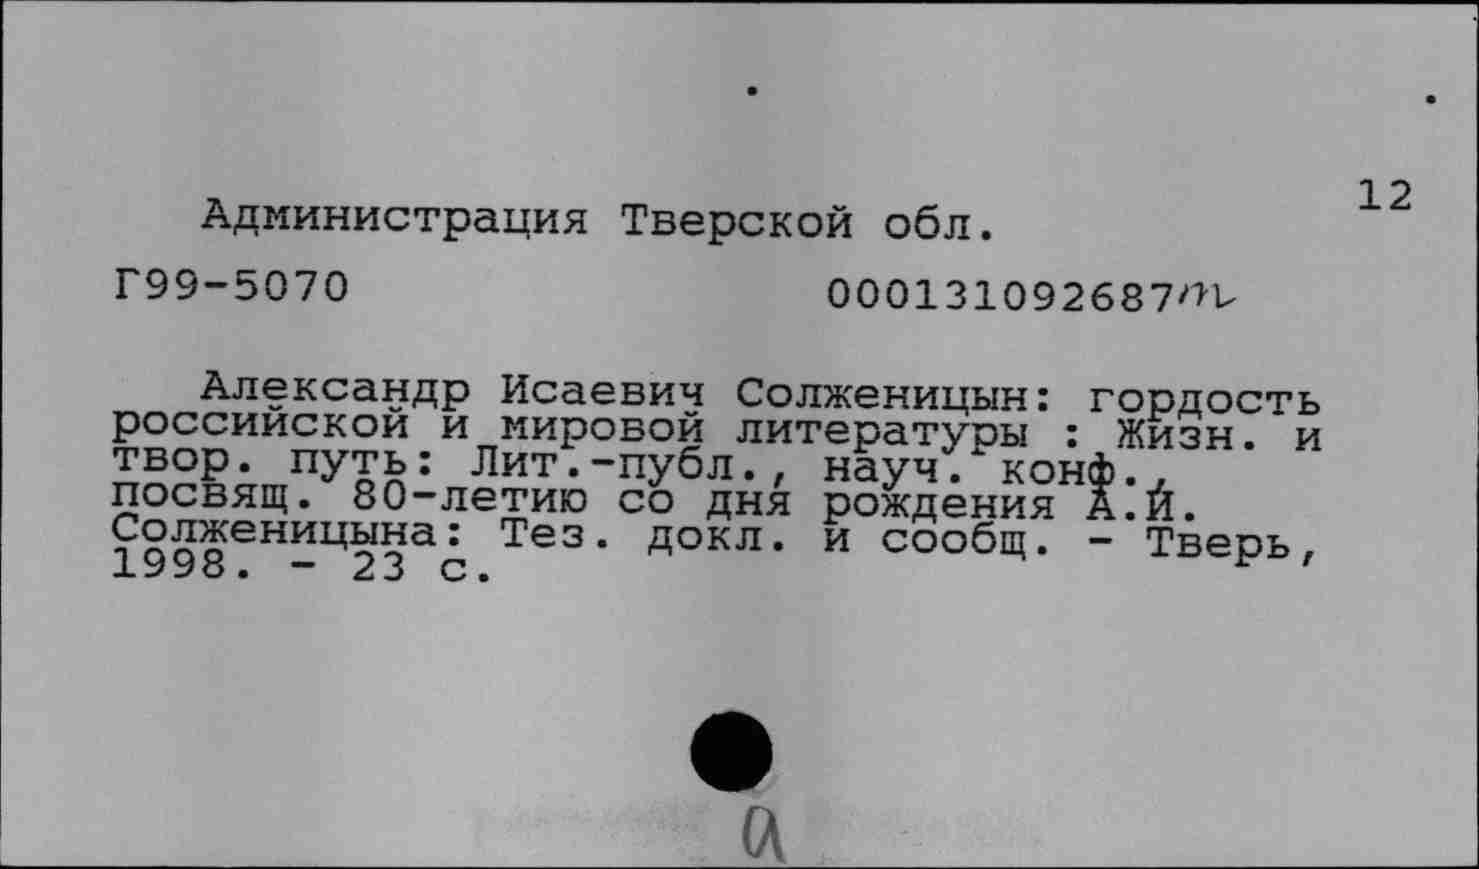 12
Администрация Тверской обл.
Г99-5070 000131092687
Александр Исаевич Солженицын: гордость
российской и мировой литературы : Жизн. и
твор. путь: Лит.-публ., науч. конф.,
посвящ. 80-летию со дня рождения А.И.
Солженицына: Тез. докл. и сообщ. - Тверь,
1998. - 23 с.